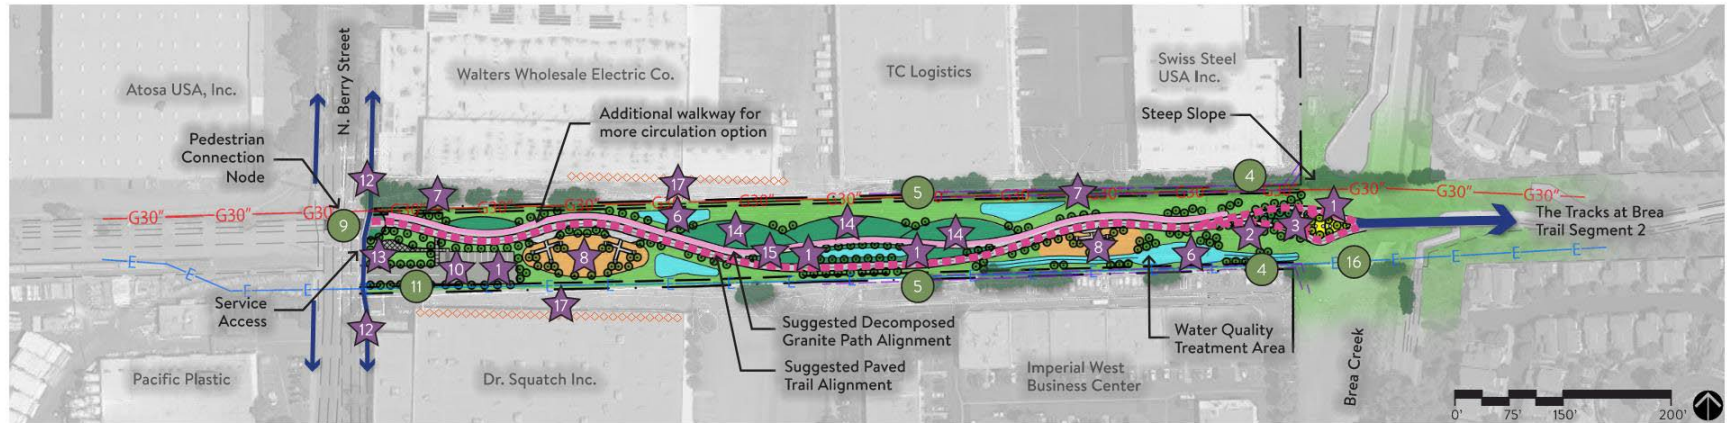 Atosa USA, Inc.
N. Berry Street
Walters Wholesale Electric Co.
TC Logistics
Swiss Steel
USA Inc.
Additional walkway for
more circulation option
Steep Slope
Pedestrian
Connection
Node
12
7
17
5
7
4
G30"
G30"
G30
G30"
G30"
G30"
G30"
G30"
G30"
G30"
G30"
9
6
14
14
14
15
1
1
2
3
1
The Tracks at Brea
Trail Segment 2
13
10
1
8
8
6
4
16
E
E
E
E
E
E
E
E
E
E
11
17
5
12
Service
Access
Suggested Decomposed
Granite Path Alignment
Suggested Paved
Trail Alignment
Water Quality
Treatment Area
Pacific Plastic
Dr. Squatch Inc.
Imperial West
Business Center
Brea Creek
0' 75' 150' 200'